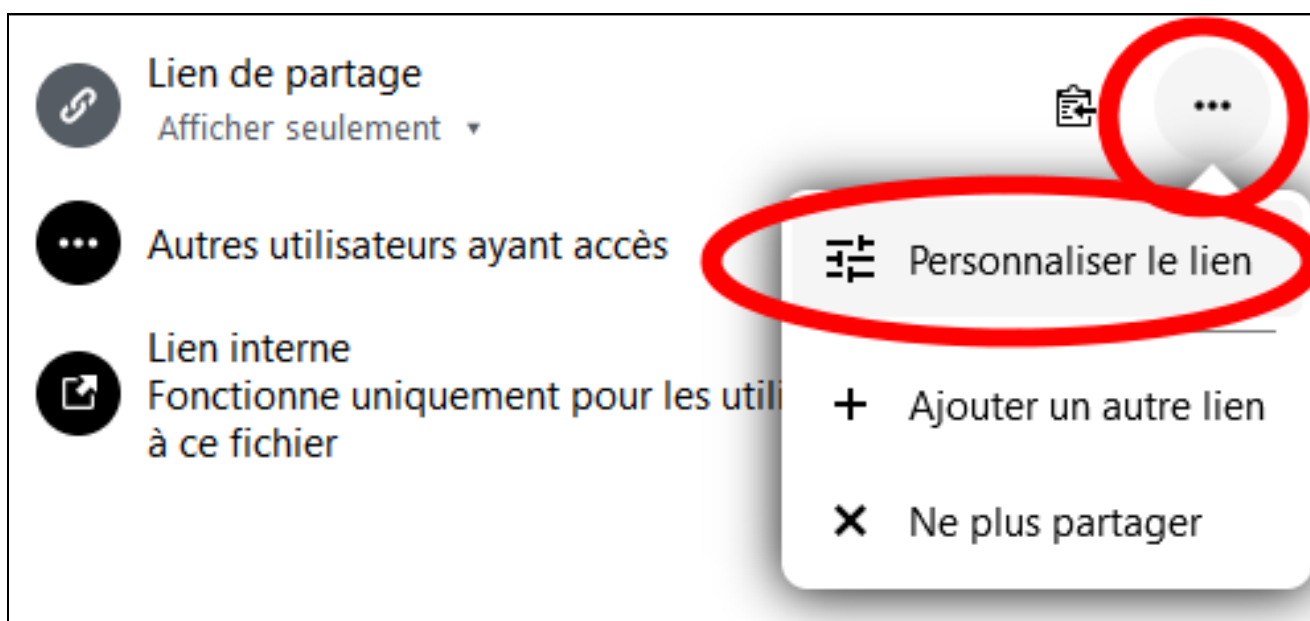 Lien de partage
Afficher seulement
Autres utilisateurs ayant accès
Personnaliser le lien
Lien interne
Fonctionne uniquement pour les utili
à ce fichier
Ajouter un autre lien
Ne plus partager